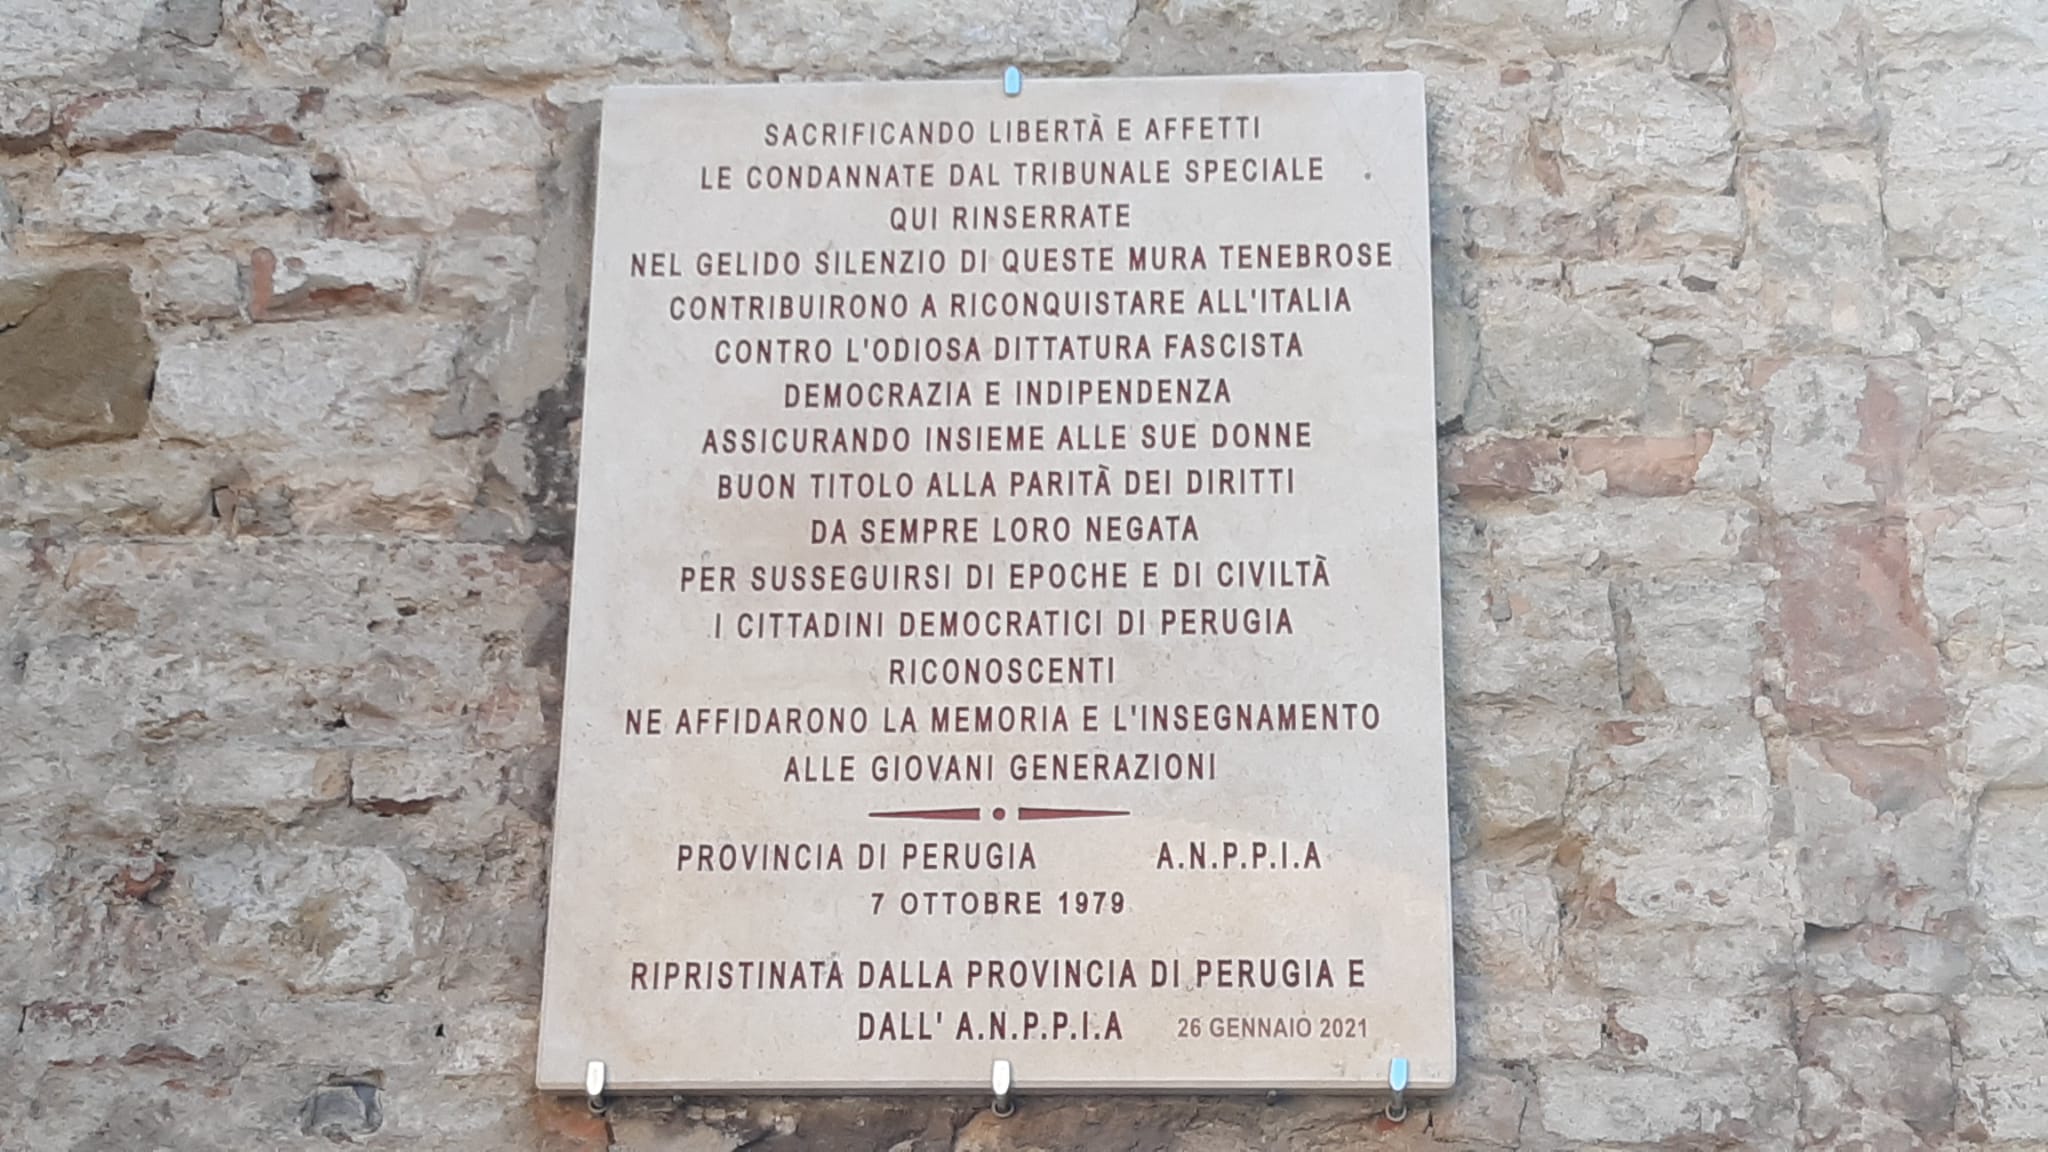 SACRIFICANDO LIBERTÀ E AFFETTI
LE CONDANNATE DAL TRIBUNALE SPECIALE
QUI RINSERRATE
NEL GELIDO SILENZIO DI QUESTE MURA TENEBROSE
CONTRIBUIRONO A RICONQUISTARE ALL'ITALIA
CONTRO L'ODIOSA DITTATURA FASCISTA
DEMOCRAZIA E INDIPENDENZA
ASSICURANDO INSIEME ALLE SUE DONNE
BUON TITOLO ALLA PARITÀ DEI DIRITTI
DA SEMPRE LORO NEGATA
PER SUSSEGUIRSI DI EPOCHE E DI CIVILTÀ
I CITTADINI DEMOCRATICI DI PERUGIA
RICONOSCENTI
NE AFFIDARONO LA MEMORIA E L'INSEGNAMENTO
ALLE GIOVANI GENERAZIONI
PROVINCIA DI PERUGIA A.N.P.P.I.A
7 OTTOBRE 1979
RIPRISTINATA DALLA PROVINCIA DI PERUGIA E
DALL' A.N.P.P.I.A 26 GENNAIO 2021